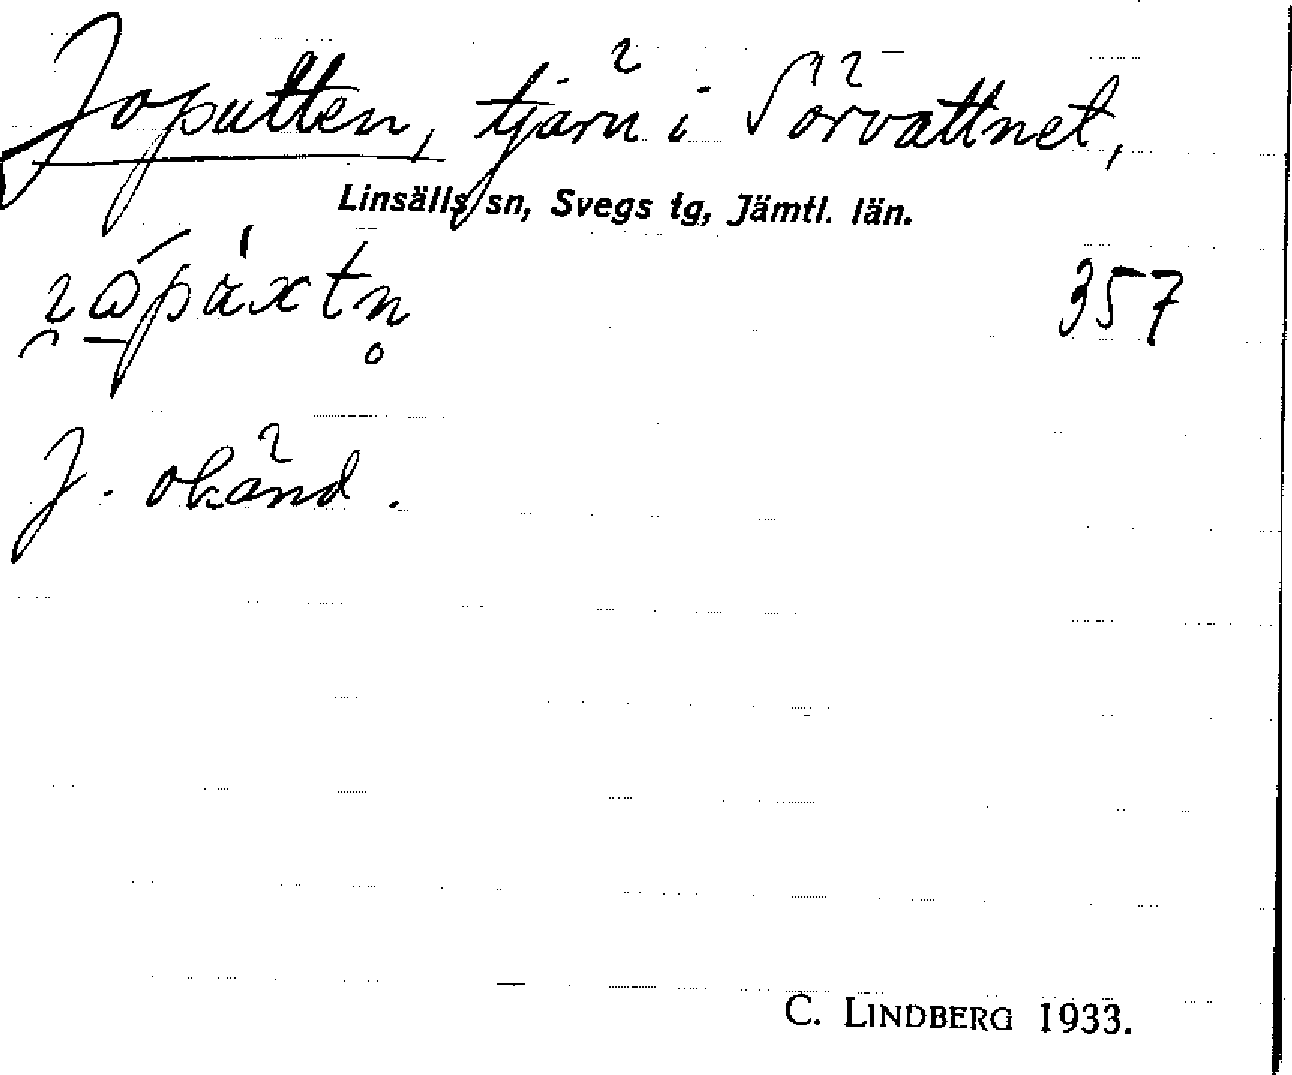 Joputten, tjärn i Sörvattnet,
Linsälls sn, Svegs tg, Jämtl. län.
357
J. okänd.
C. LINDBERG 1933.